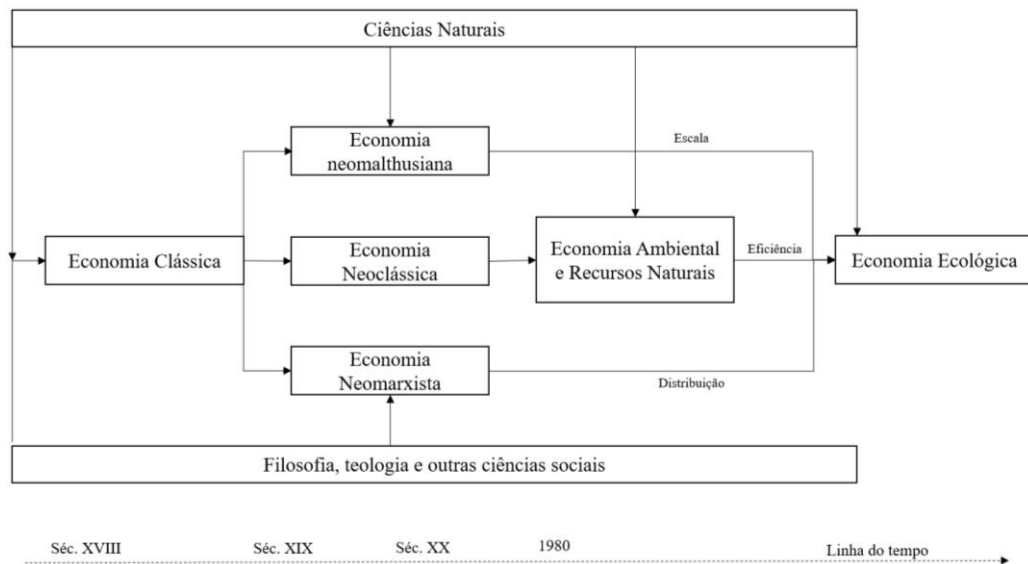 Ciências Naturais
Economia
neomalthusiana
Escala
Economia Clássica
Economia
Neoclássica
Economia Ambiental
e Recursos Naturais
Eficiência
Economia Ecológica
Economia
Neomarxista
Distribuição
Filosofia, teologia e outras ciências sociais
Séc. XVIII
Séc. XIX
Séc. XX
1980
Linha do tempo